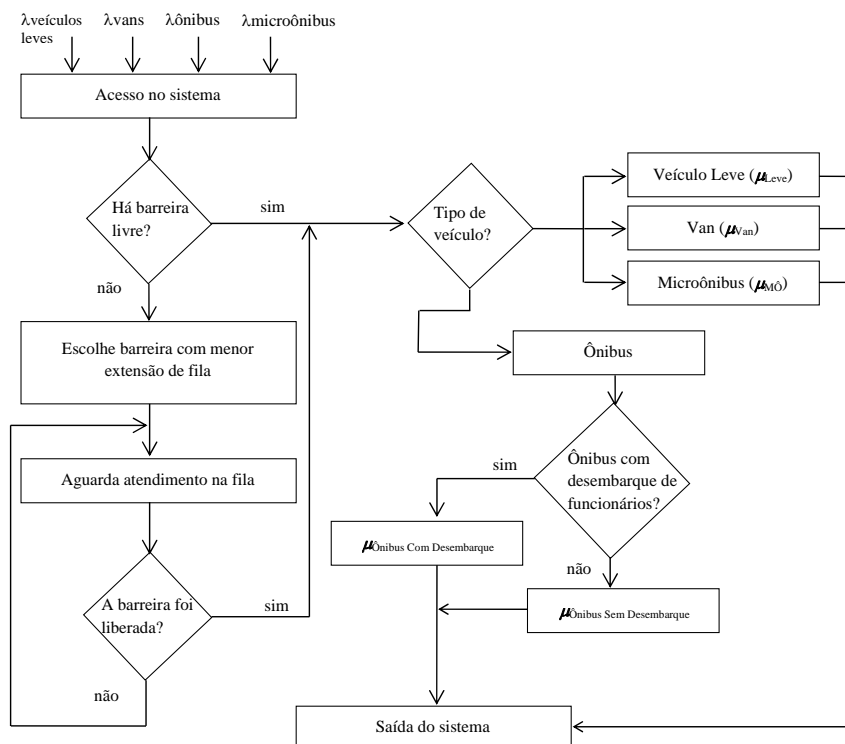 λveículos leves
λvans
λônibus
λmicroônibus
Acesso no sistema
Há barreira
livre?
sim
não
Escolhe barreira com menor
extensão de fila
Aguarda atendimento na fila
A barreira foi
liberada?
sim
não
Tipo de
veículo?
Veículo Leve (μLeve)
Van (μVan)
Microônibus (μMÔ)
Ônibus
Ônibus com
desembarque de
funcionários?
sim
μÔnibus Com Desembarque
não
μÔnibus Sem Desembarque
Saída do sistema